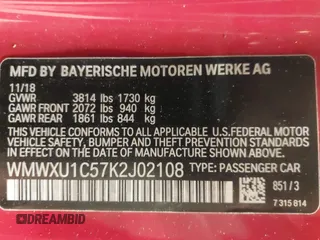 MFD BY BAYERISCHE MOTOREN WERKE AG
11/18
GVWR 3814 lbs 1730 kg
GAWR FRONT 2072 lbs 940 kg
GAWR REAR 1861 lbs 844 kg
THIS VEHICLE CONFORMS TO ALL APPLICABLE U.S.FEDERAL MOTOR VEHICLE
SAFETY, BUMPER AND THEFT PREVENTION STANDARDS IN EFFECT ON THE
DATE OF MANUFACTURE SHOWN ABOVE.
WMWXU1C57K2J02108 TYPE: PASSENGER CAR
851 / 3
7 315 814
DREAMBID